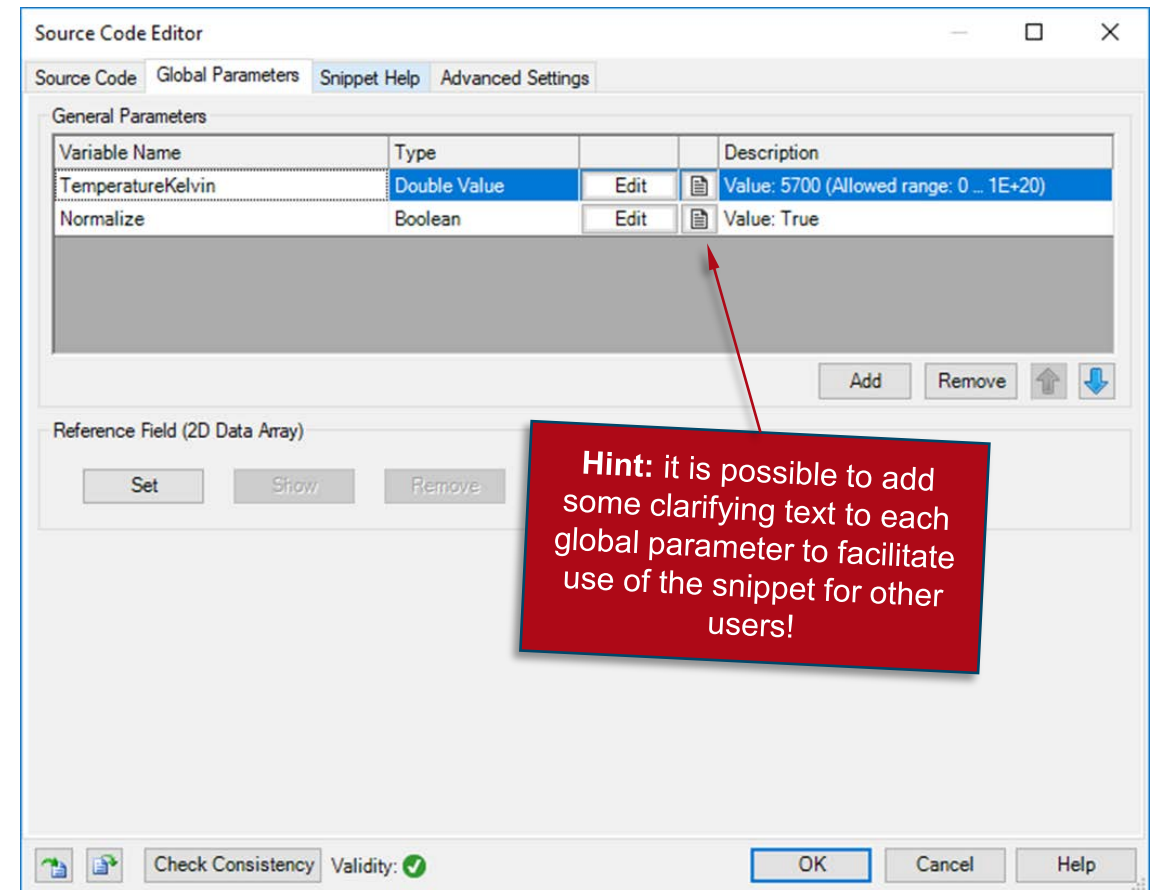 Source Code Editor
Source Code Global Parameters Snippet Help Advanced Settings
General Parameters
Variable Name Type Description
TemperatureKelvin Double Value Edit Value: 5700 (Allowed range: 0 ... 1E+20)
Normalize Boolean Edit Value: True
Add Remove
Reference Field (2D Data Array)
Set Show Remove
Hint: it is possible to add
some clarifying text to each
global parameter to facilitate
use of the snippet for other
users!
Check Consistency Validity:
OK Cancel Help